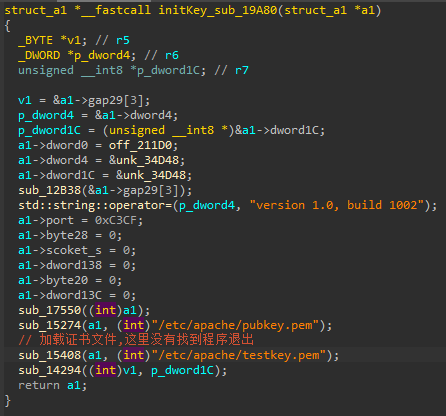 struct_a1 *__fastcall initKey_sub_19A80(struct_a1 *a1)
{
_BYTE *v1; // r5
_DWORD *p_dword4; // r6
unsigned __int8 *p_dword1C; // r7
v1 = &a1->gap29[3];
p_dword4 = &a1->dword4;
p_dword1C = (unsigned __int8 *)&a1->dword1C;
a1->dword0 = off_211D0;
a1->dword4 = &unk_34D48;
a1->dword1C = &unk_34D48;
sub_12B38(&a1->gap29[3]);
std::string::operator=(p_dword4, "version 1.0, build 1002");
a1->port = 0xC3CF;
a1->byte28 = 0;
a1->scoket_s = 0;
a1->dword138 = 0;
a1->byte20 = 0;
a1->dword13C = 0;
sub_17550((int)a1);
sub_15274(a1, (int)"/etc/apache/pubkey.pem");
// 加载证书文件,这里没有找到程序退出
sub_15408(a1, (int)"/etc/apache/testkey.pem");
sub_14294((int)v1, p_dword1C);
return a1;
}